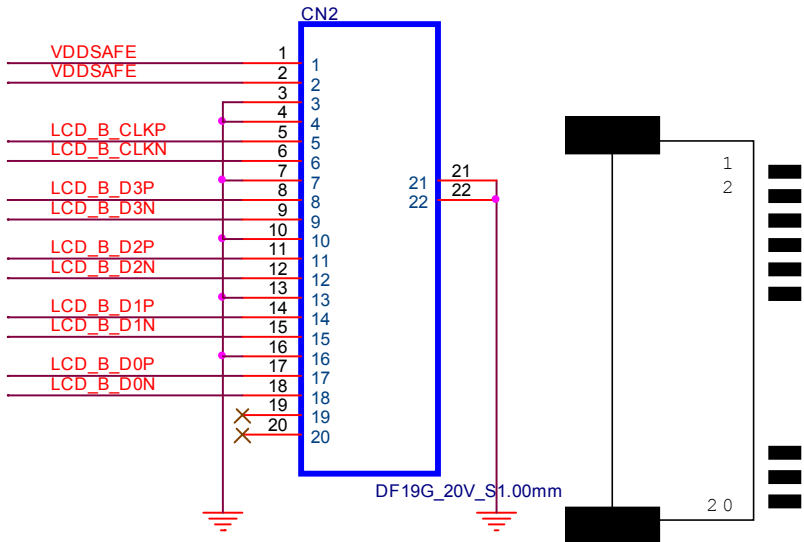 CN2
VDDSAFE 1 1
VDDSAFE 2 2
3 3
4 4
LCD_B_CLKP 5 5
LCD_B_CLKN 6 6
7 7
LCD_B_D3P 8 8
LCD_B_D3N 9 9
10 10
LCD_B_D2P 11 11
LCD_B_D2N 12 12
13 13
LCD_B_D1P 14 14
LCD_B_D1N 15 15
16 16
LCD_B_D0P 17 17
LCD_B_D0N 18 18
19 19
20 20
21 21
22 22
DF19G_20V_S1.00mm
1
2
20